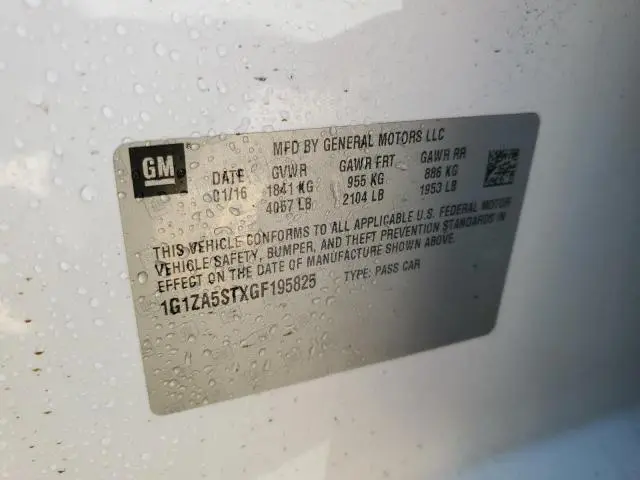 GM
MFD BY GENERAL MOTORS LLC
DATE GVWR GAWR FRT GAWR RR
01/16 1841 KG 955 KG 886 KG
4057 LB 2104 LB 1953 LB
THIS VEHICLE CONFORMS TO ALL APPLICABLE U.S. FEDERAL MOTOR
VEHICLE SAFETY, BUMPER, AND THEFT PREVENTION STANDARDS IN
EFFECT ON THE DATE OF MANUFACTURE SHOWN ABOVE.
1G1ZA5STXGF195825 TYPE: PASS CAR